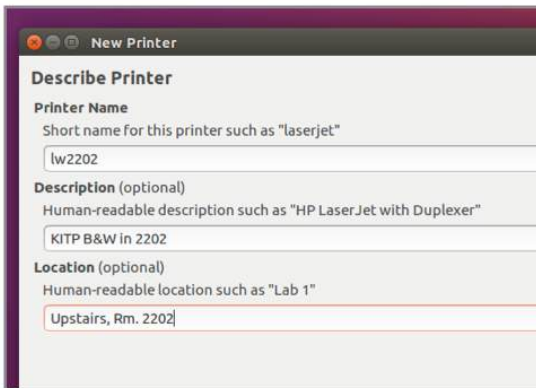 New Printer
Describe Printer
Printer Name
Short name for this printer such as "laserjet"
lw2202
Description (optional)
Human-readable description such as "HP LaserJet with Duplexer"
KITP B&W in 2202
Location (optional)
Human-readable location such as "Lab 1"
Upstairs, Rm. 2202